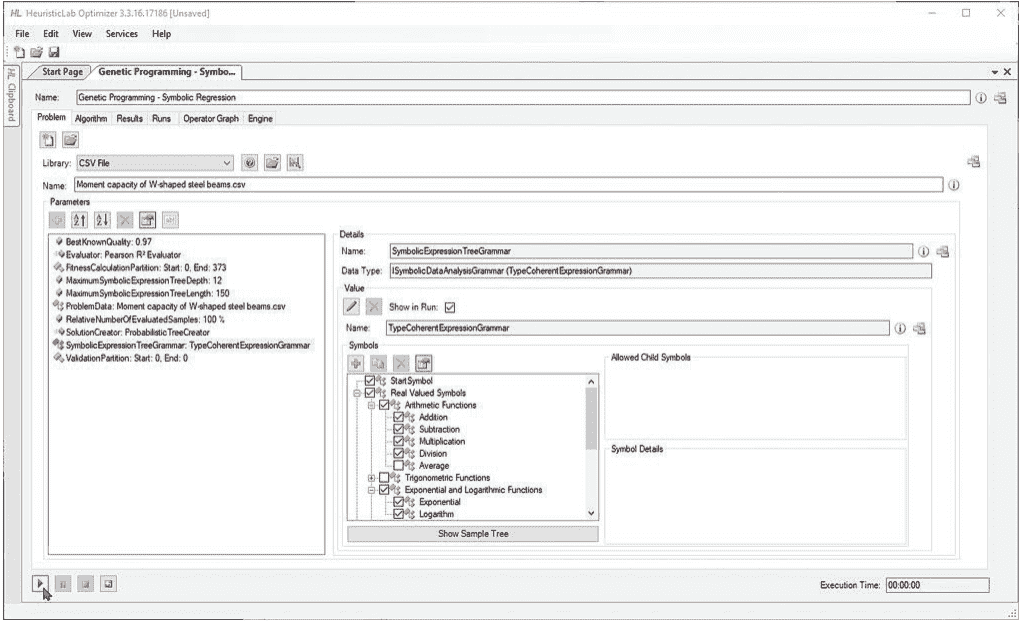 HL HeuristicLab Optimizer 3.3.16.17186 [Unsaved]
File Edit View Services Help
Start Page Genetic Programming - Symbo...
HL Clipboard
Name: Genetic Programming - Symbolic Regression
Problem Algorithm Results Runs Operator Graph Engine
Library: CSV File
Name: Moment capacity of W-shaped steel beams.csv
Parameters
BestKnownQuality: 0.97
Evaluator: Pearson R² Evaluator
FitnessCalculationPartition: Start: 0, End: 373
MaximumSymbolicExpressionTreeDepth: 12
MaximumSymbolicExpressionTreeLength: 150
ProblemData: Moment capacity of W-shaped steel beams.csv
RelativeNumberOfEvaluatedSamples: 100 %
SolutionCreator: ProbabilisticTreeCreator
SymbolicExpressionTreeGrammar: TypeCoherentExpressionGrammar
ValidationPartition: Start: 0, End: 0
Details
Name: SymbolicExpressionTreeGrammar
Data Type: ISymbolicDataAnalysisGrammar (TypeCoherentExpressionGrammar)
Value
Show in Run:
Name: TypeCoherentExpressionGrammar
Symbols
StartSymbol
Real Valued Symbols
Arithmetic Functions
Addition
Subtraction
Multiplication
Division
Average
Trigonometric Functions
Exponential and Logarithmic Functions
Exponential
Logarithm
Show Sample Tree
Allowed Child Symbols
Symbol Details
Execution Time: 00:00:00